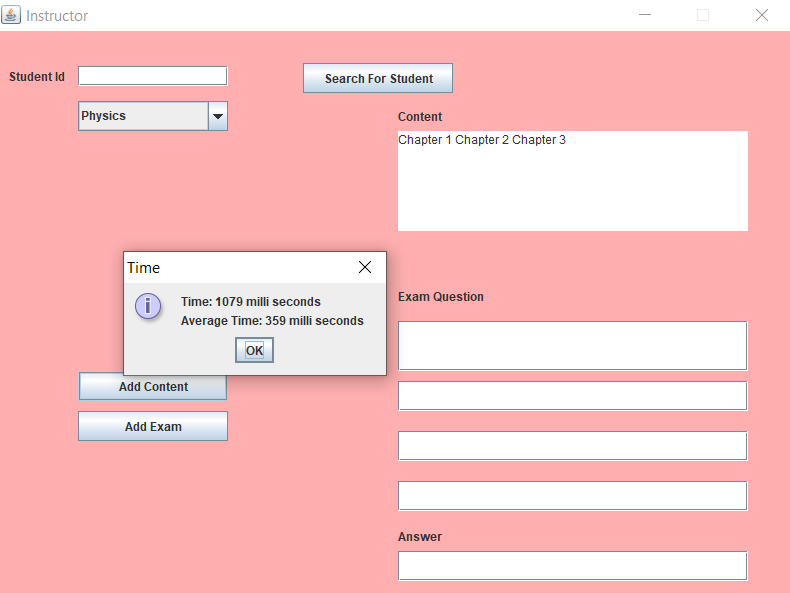 Instructor
Student Id
Search For Student
Physics
Content
Chapter 1 Chapter 2 Chapter 3
Time
Time: 1079 milli seconds
Average Time: 359 milli seconds
OK
Exam Question
Add Content
Add Exam
Answer